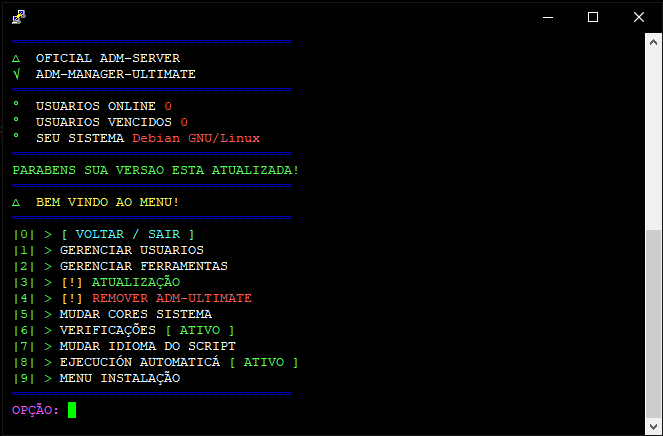 Δ OFICIAL ADM-SERVER
√ ADM-MANAGER-ULTIMATE
° USUARIOS ONLINE 0
° USUARIOS VENCIDOS 0
° SEU SISTEMA Debian GNU/Linux
PARABENS SUA VERSAO ESTA ATUALIZADA!
Δ BEM VINDO AO MENU!
|0| > [ VOLTAR / SAIR ]
|1| > GERENCIAR USUARIOS
|2| > GERENCIAR FERRAMENTAS
|3| > [!] ATUALIZAÇÃO
|4| > [!] REMOVER ADM-ULTIMATE
|5| > MUDAR CORES SISTEMA
|6| > VERIFICAÇÕES [ ATIVO ]
|7| > MUDAR IDIOMA DO SCRIPT
|8| > EJECUCIÓN AUTOMATICÁ [ ATIVO ]
|9| > MENU INSTALAÇÃO
OPÇÃO: